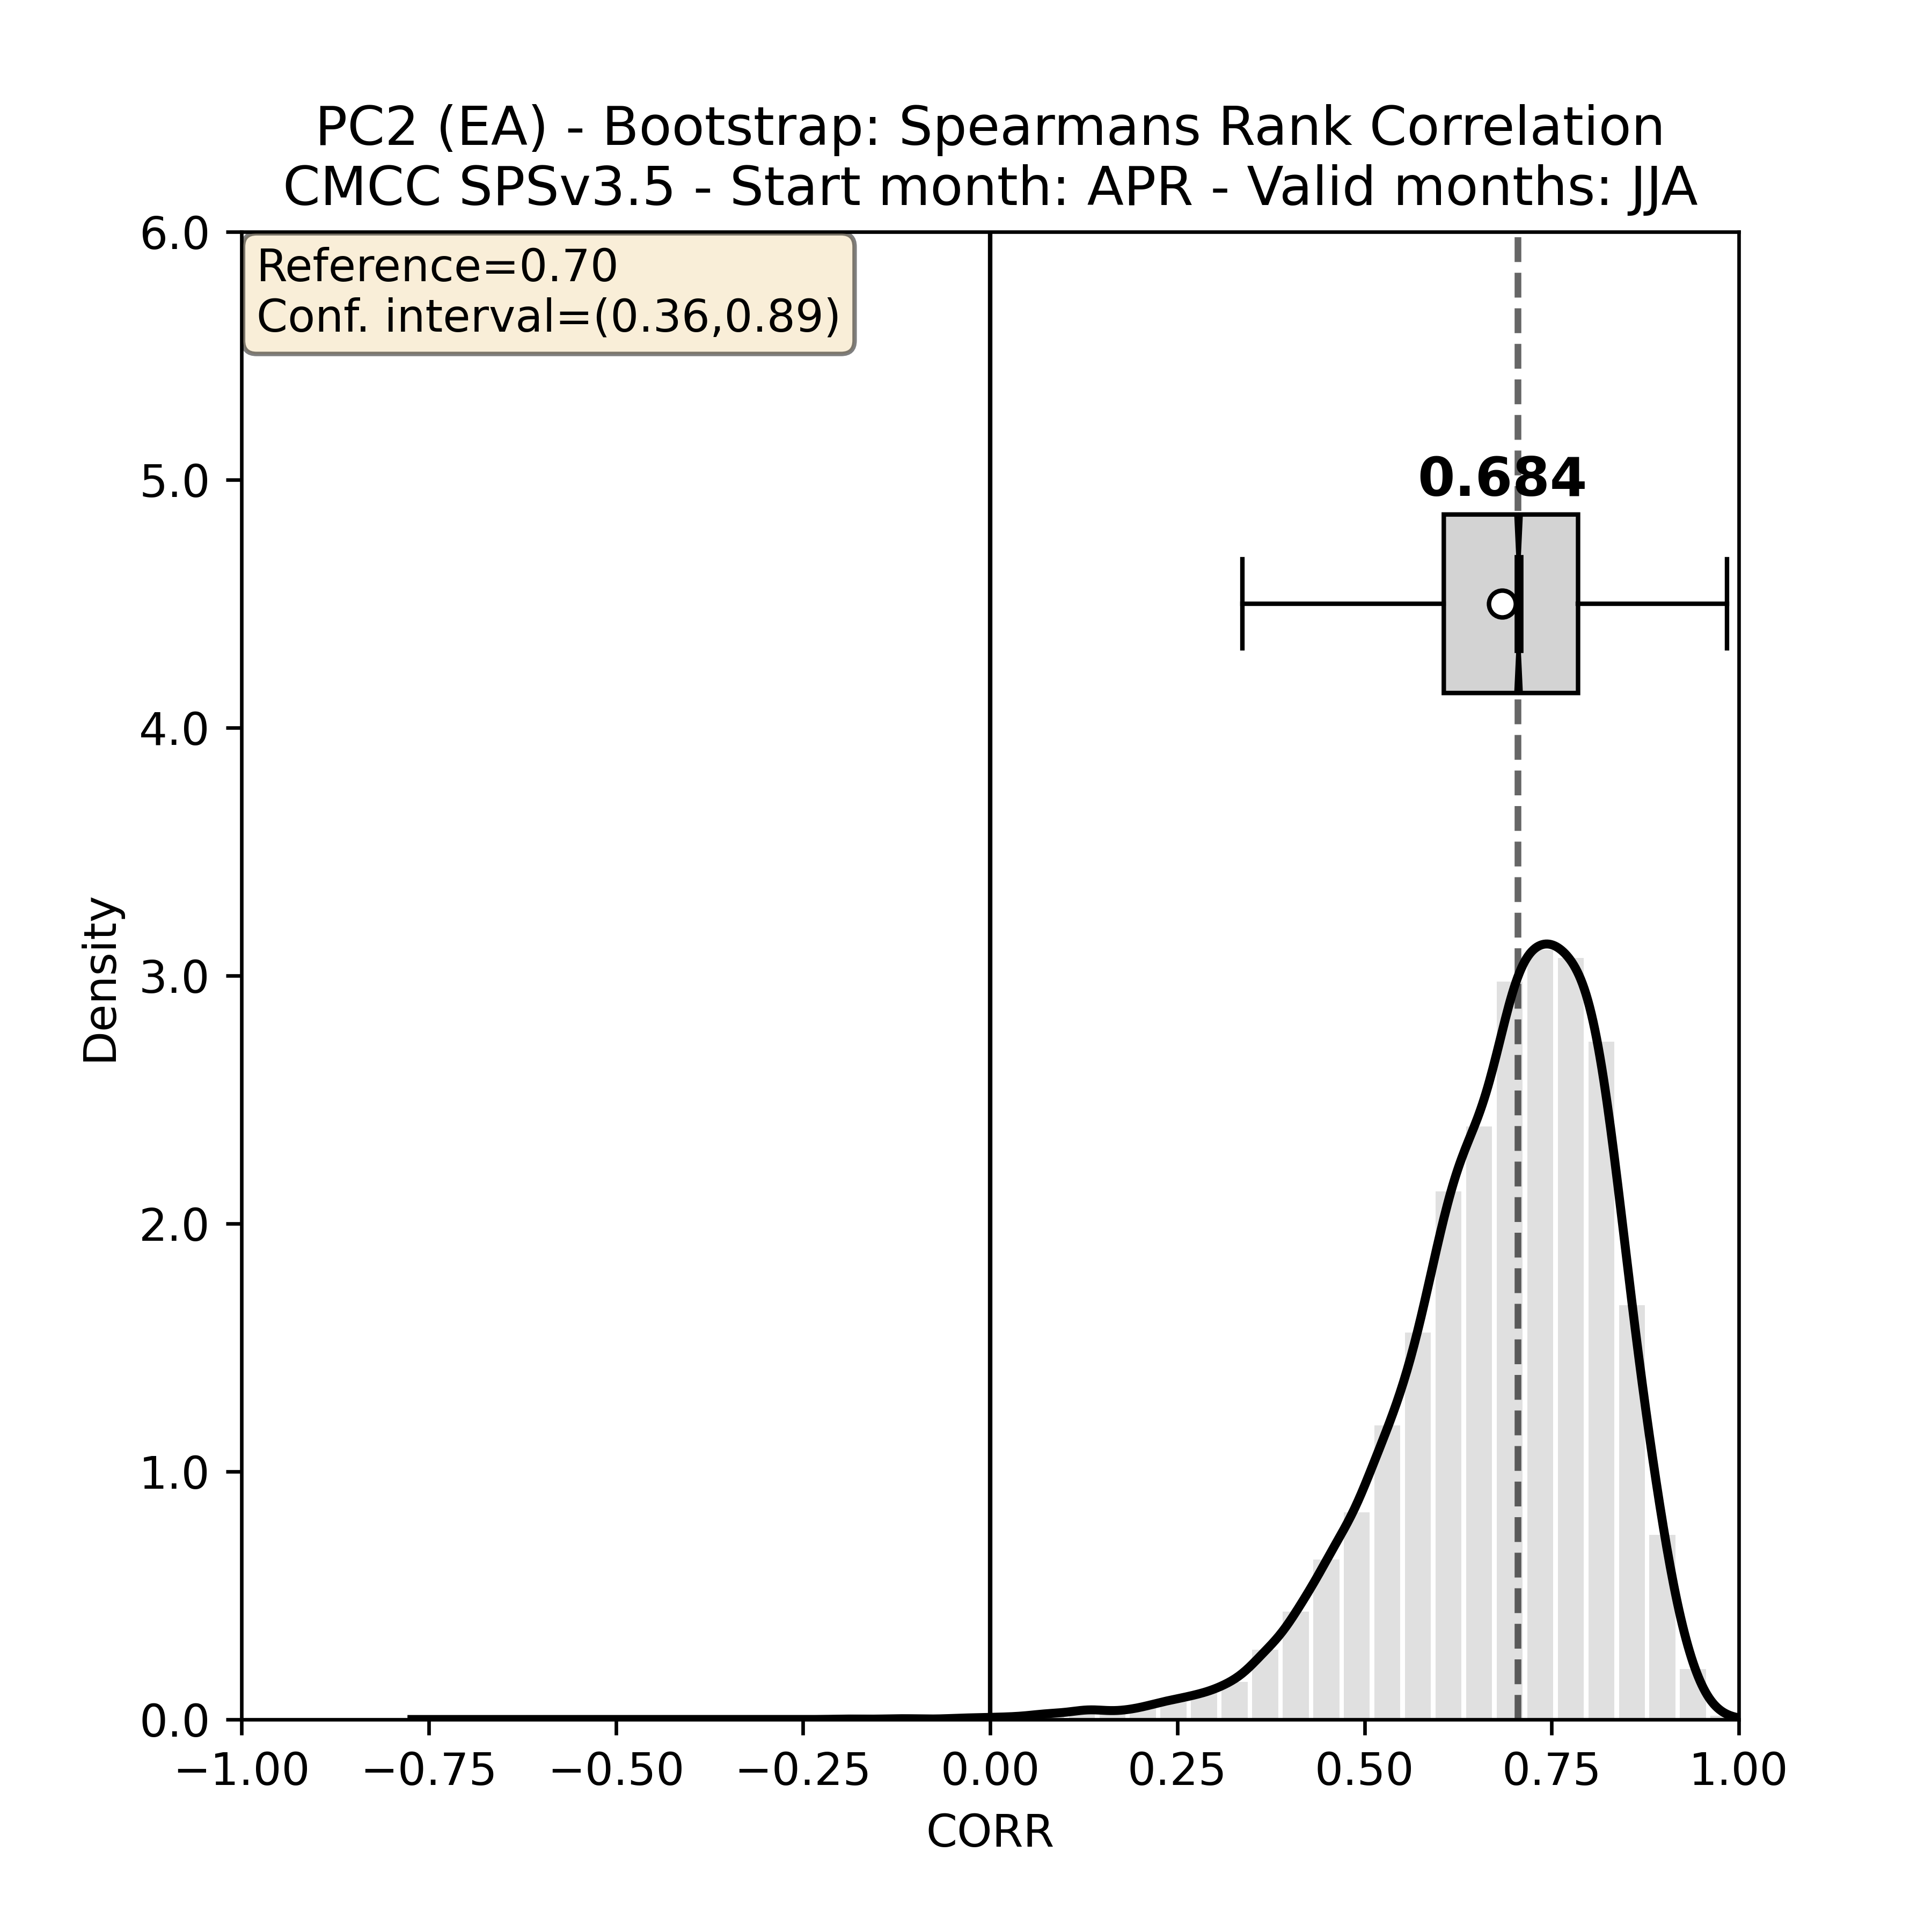 PC2 (EA) - Bootstrap: Spearmans Rank Correlation
CMCC SPSv3.5 - Start month: APR - Valid months: JJA
Reference=0.70
Conf. interval=(0.36,0.89)
0.684
6.0
5.0
4.0
3.0
2.0
1.0
0.0
Density
−1.00 −0.75 −0.50 −0.25 0.00 0.25 0.50 0.75 1.00
CORR